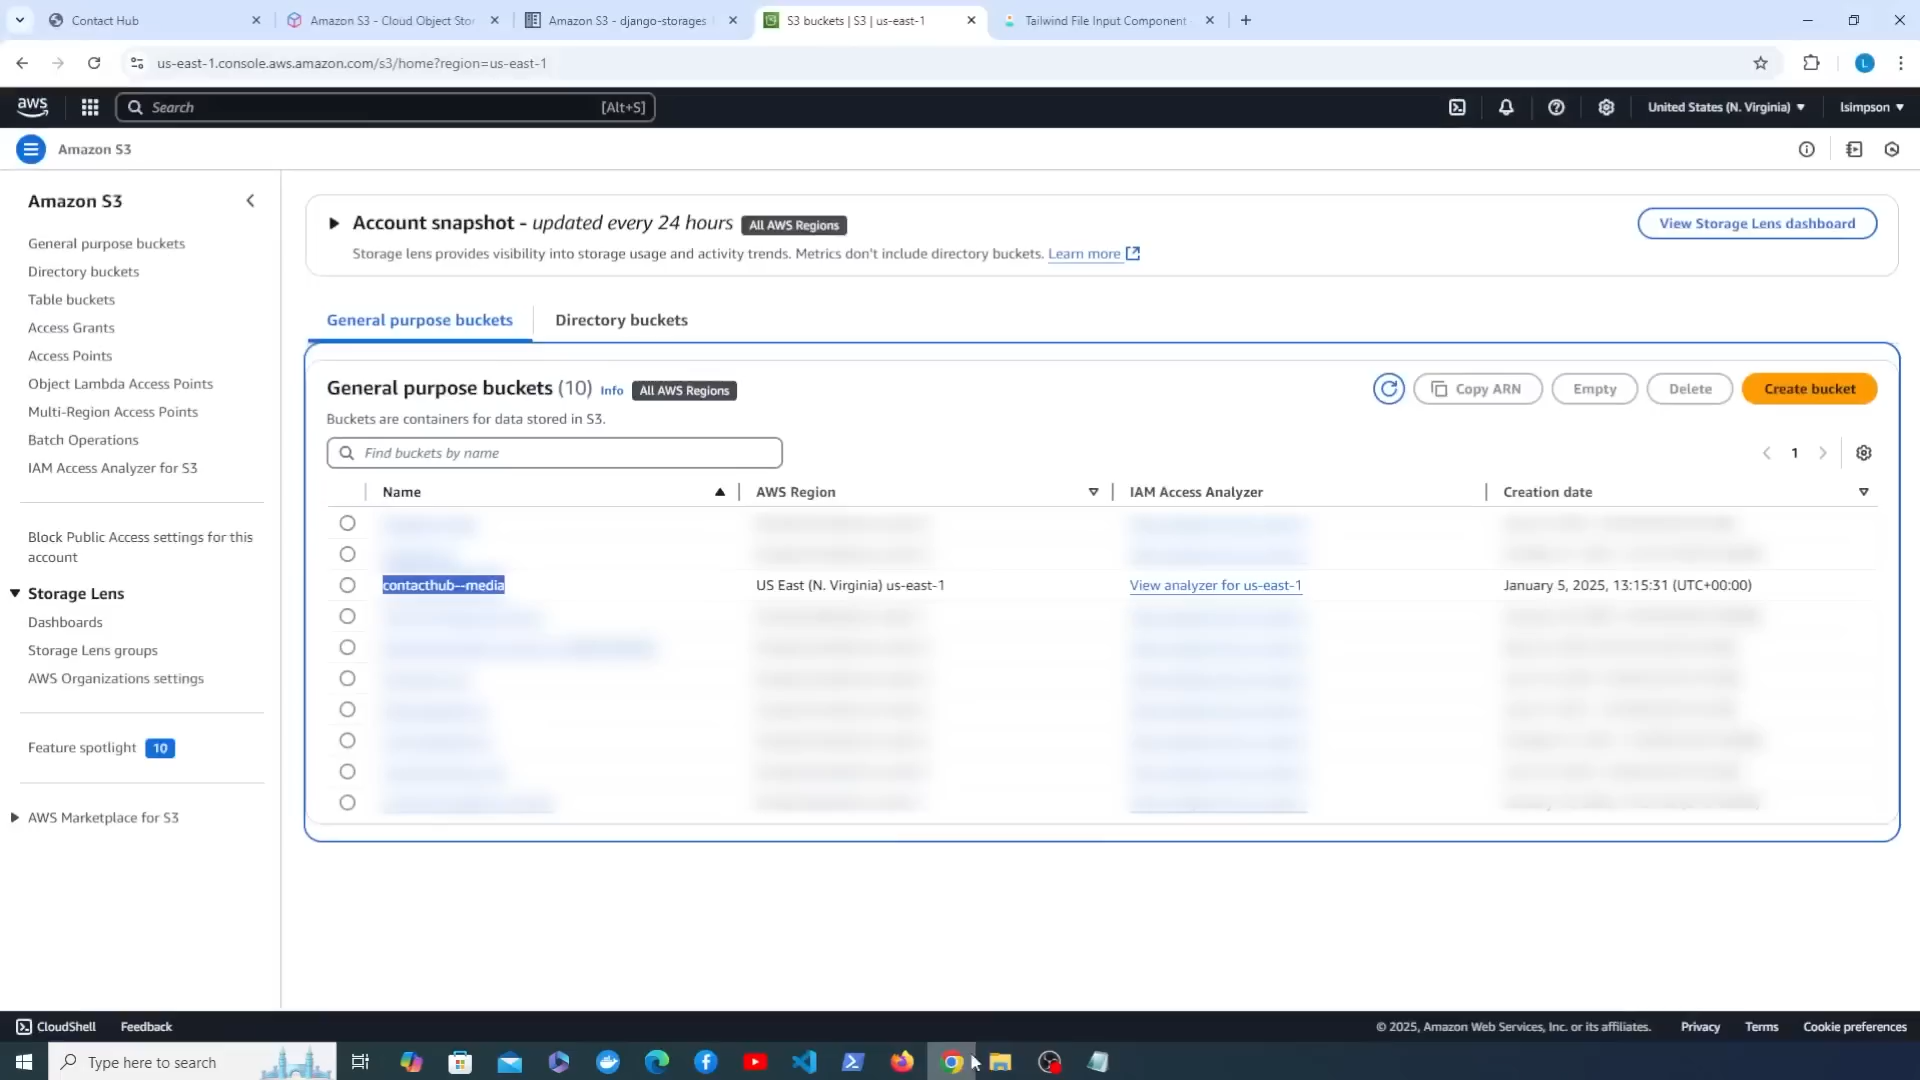 Contact Hub
Amazon S3 - Cloud Object Stor
Amazon S3 - django-storages
S3 buckets | S3 | us-east-1
Tailwind File Input Component
us-east-1.console.aws.amazon.com/s3/home?region=us-east-1
L
aws
Search
[Alt+S]
United States (N. Virginia)
lsimpson
Amazon S3
Amazon S3
General purpose buckets
Directory buckets
Table buckets
Access Grants
Access Points
Object Lambda Access Points
Multi-Region Access Points
Batch Operations
IAM Access Analyzer for S3
Block Public Access settings for this
account
Storage Lens
Dashboards
Storage Lens groups
AWS Organizations settings
Feature spotlight 10
AWS Marketplace for S3
Account snapshot - updated every 24 hours All AWS Regions
View Storage Lens dashboard
Storage lens provides visibility into storage usage and activity trends. Metrics don't include directory buckets. Learn more
General purpose buckets
Directory buckets
General purpose buckets (10) Info All AWS Regions
Copy ARN
Empty
Delete
Create bucket
Buckets are containers for data stored in S3.
Find buckets by name
1
Name
AWS Region
IAM Access Analyzer
Creation date
contacthub--media
US East (N. Virginia) us-east-1
View analyzer for us-east-1
January 5, 2025, 13:15:31 (UTC+00:00)
CloudShell
Feedback
© 2025, Amazon Web Services, Inc. or its affiliates.
Privacy
Terms
Cookie preferences
Type here to search